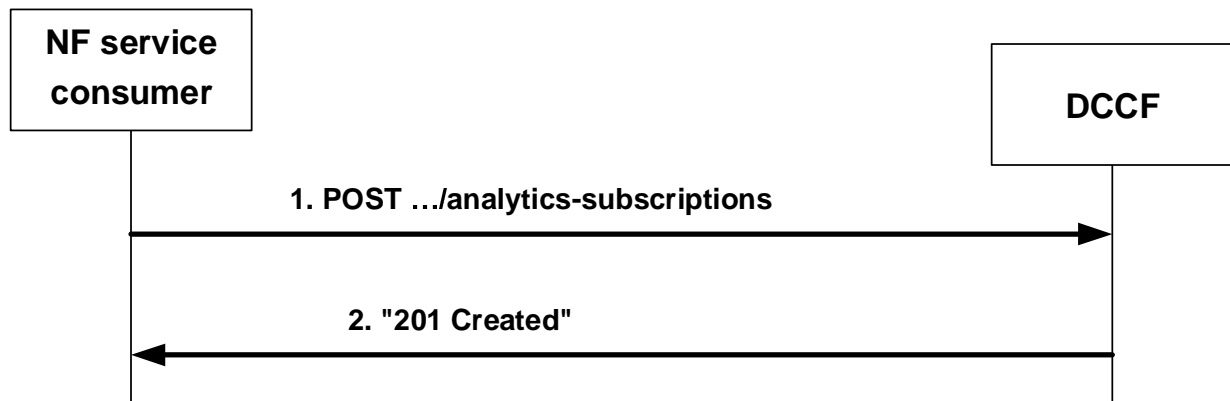 NF service
consumer
DCCF
1. POST …/analytics-subscriptions
2. "201 Created"